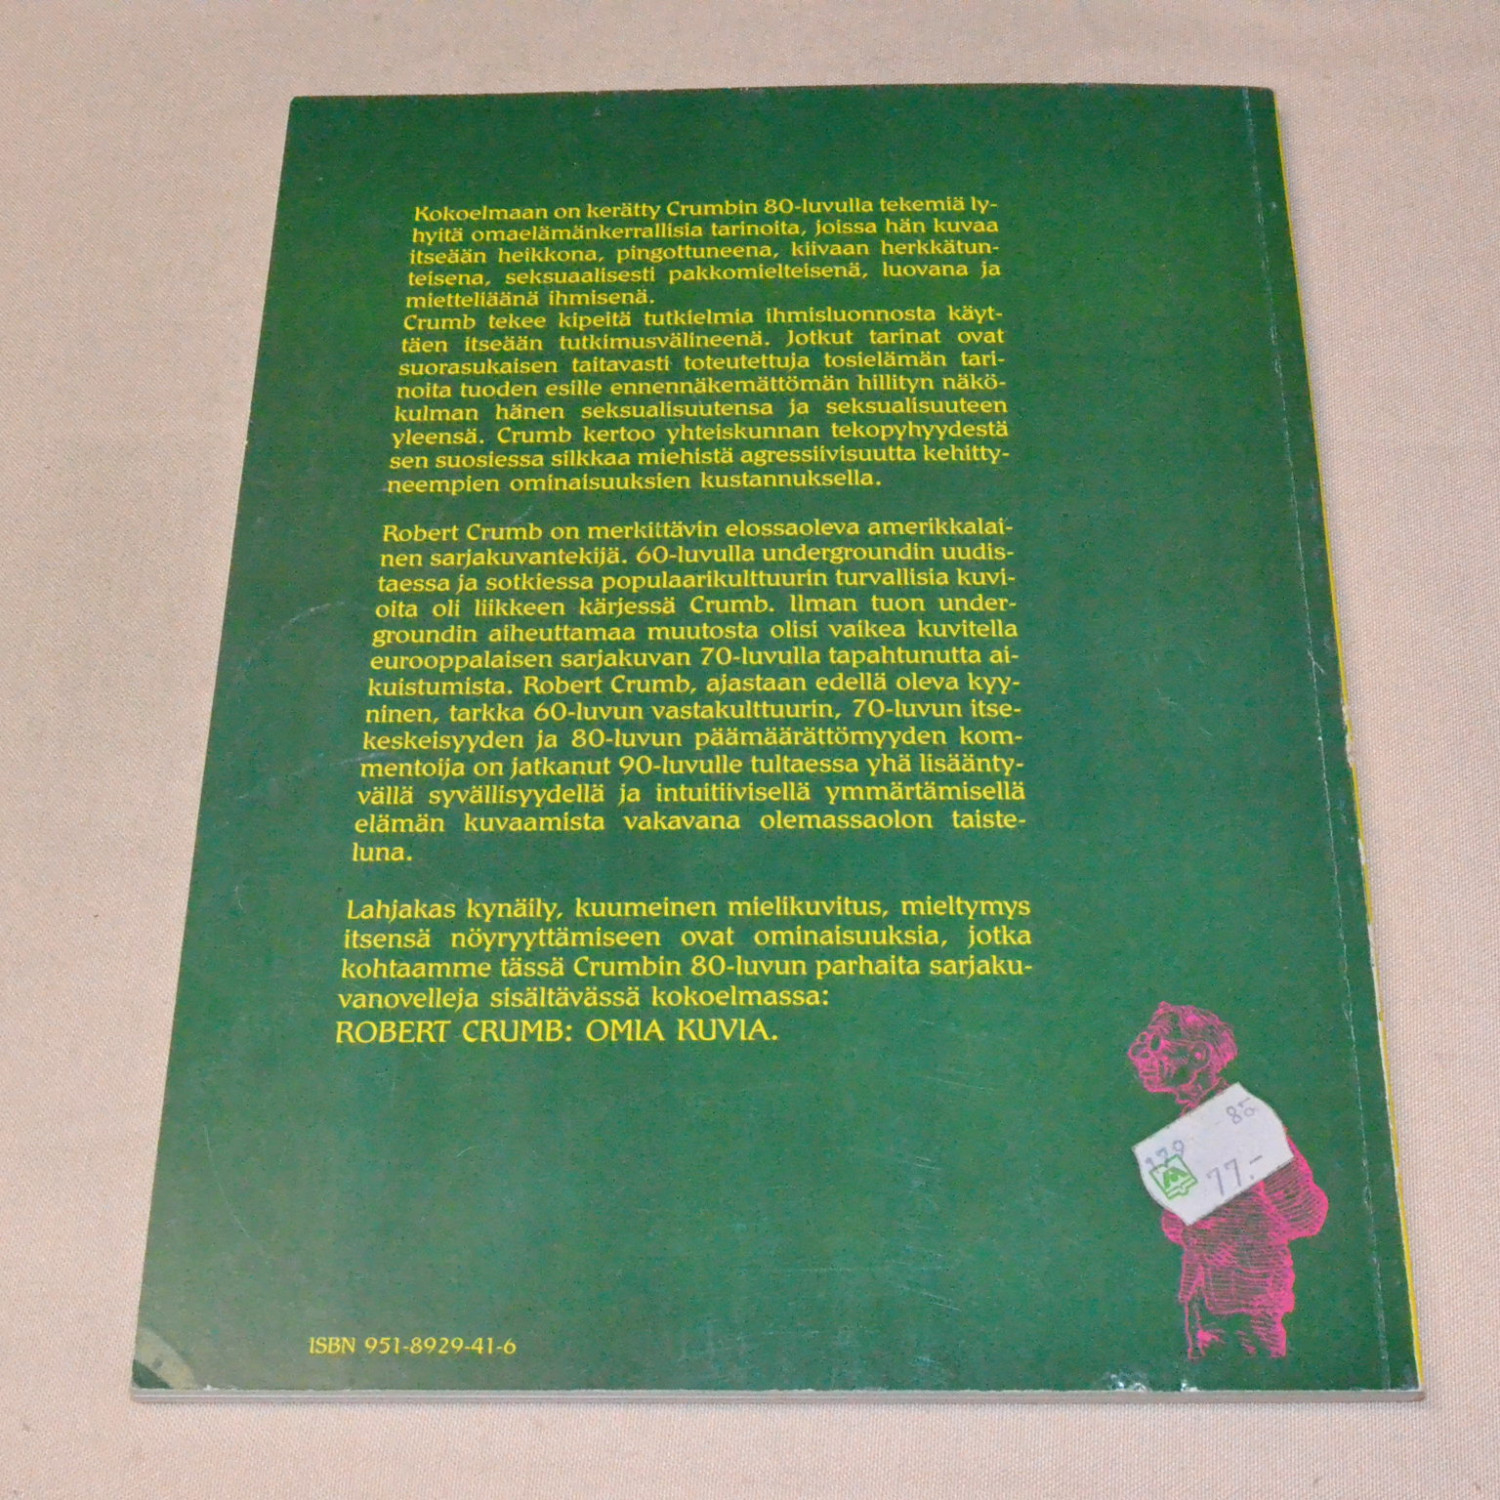 Kokoelmaan on kerätty Crumbin 80-luvulla tekemiä ly-
hyitä omaelämänkerrallisia tarinoita, joissa hän kuvaa
itseään heikkona, pingottuneena, kiivaan herkkätun-
teisena, seksuaalisesti pakkomielteisenä, luovana ja
mietteliäänä ihmisenä.
Crumb tekee kipeitä tutkielmia ihmisluonnosta käyt-
täen itseään tutkimusvälineenä. Jotkut tarinat ovat
suorasukaisen taitavasti toteutettuja tosielämän tari-
noita tuoden esille ennennäkemättömän hillityn näkö-
kulman hänen seksualisuutensa ja seksualisuuteen
yleensä. Crumb kertoo yhteiskunnan tekopyhyydestä
sen suosiessa silkkaa miehistä agressiivisuutta kehitty-
neempien ominaisuuksien kustannuksella.
Robert Crumb on merkittävin elossaoleva amerikkalai-
nen sarjakuvantekijä. 60-luvulla undergroundin uudis-
taessa ja sotkiessa populaarikulttuurin turvallisia kuvi-
oita oli liikkeen kärjessä Crumb. Ilman tuon under-
groundin aiheuttamaa muutosta olisi vaikea kuvitella
eurooppalaisen sarjakuvan 70-luvulla tapahtunutta ai-
kuistumista. Robert Crumb, ajastaan edellä oleva kyy-
ninen, tarkka 60-luvun vastakulttuurin, 70-luvun itse-
keskeisyyden ja 80-luvun päämäärättömyyden kom-
mentoija on jatkanut 90-luvulle tultaessa yhä lisäänty-
vällä syvällisyydellä ja intuitiivisellä ymmärtämisellä
elämän kuvaamista vakavana olemassaolon taiste-
luna.
Lahjakas kynäily, kuumeinen mielikuvitus, mieltymys
itsensä nöyryyttämiseen ovat ominaisuuksia, jotka
kohtaamme tässä Crumbin 80-luvun parhaita sarjaku-
vanovelleja sisältävässä kokoelmassa:
ROBERT CRUMB: OMIA KUVIA.
85
77.-
ISBN 951-8929-41-6